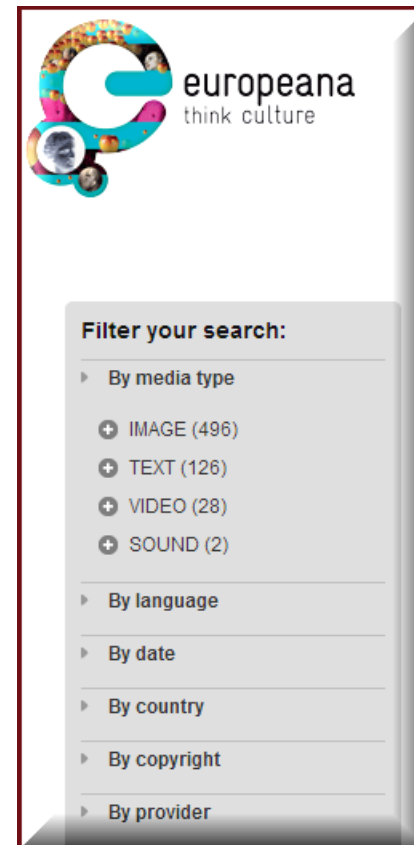 europeana
think culture
Filter your search:
By media type
IMAGE (496)
TEXT (126)
VIDEO (28)
SOUND (2)
By language
By date
By country
By copyright
By provider